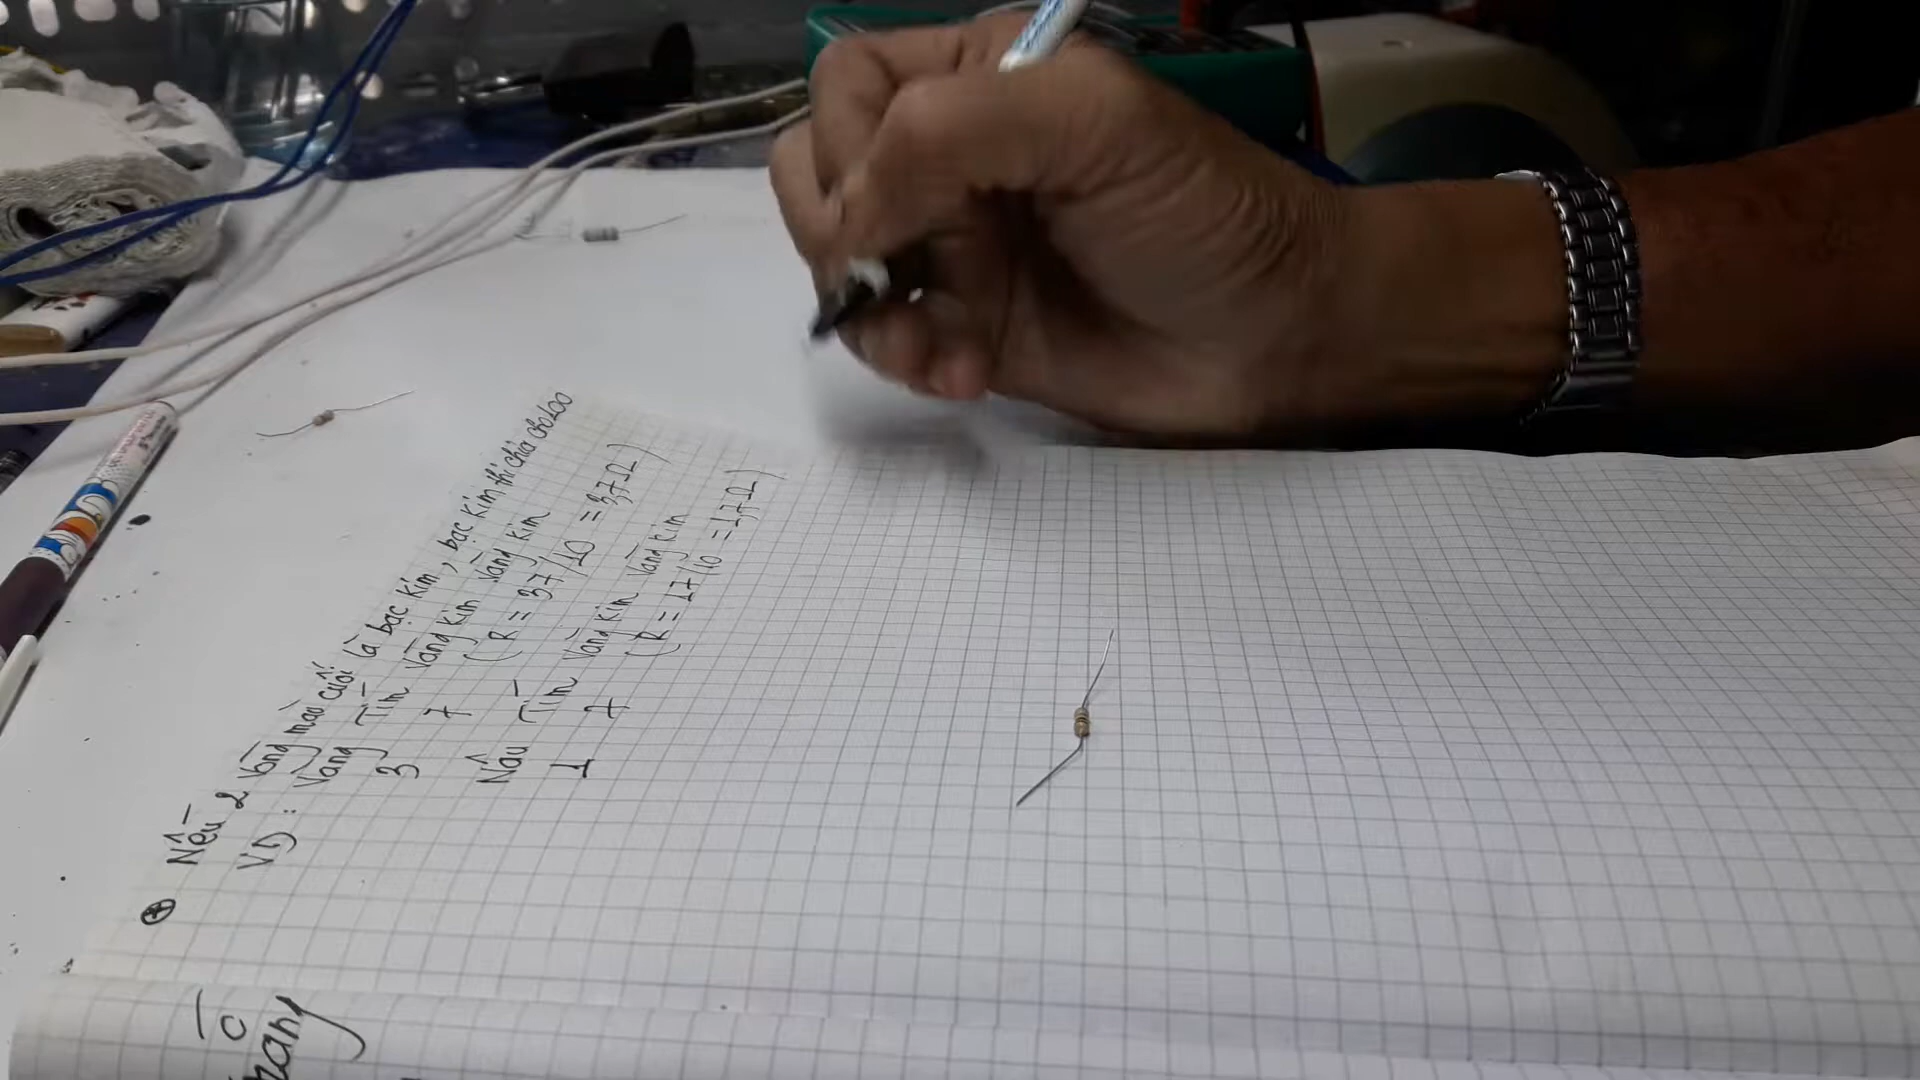 Nếu 2 vòng màu cuối là bạc kim, bạc kim thì chia cho 100
VD: Vàng Tím vàng kim vàng kim
3 7 (R = 37/10 = 3,7Ω)
Nâu Tím vàng kim vàng kim
1 7 (R = 17/10 = 1,7Ω)